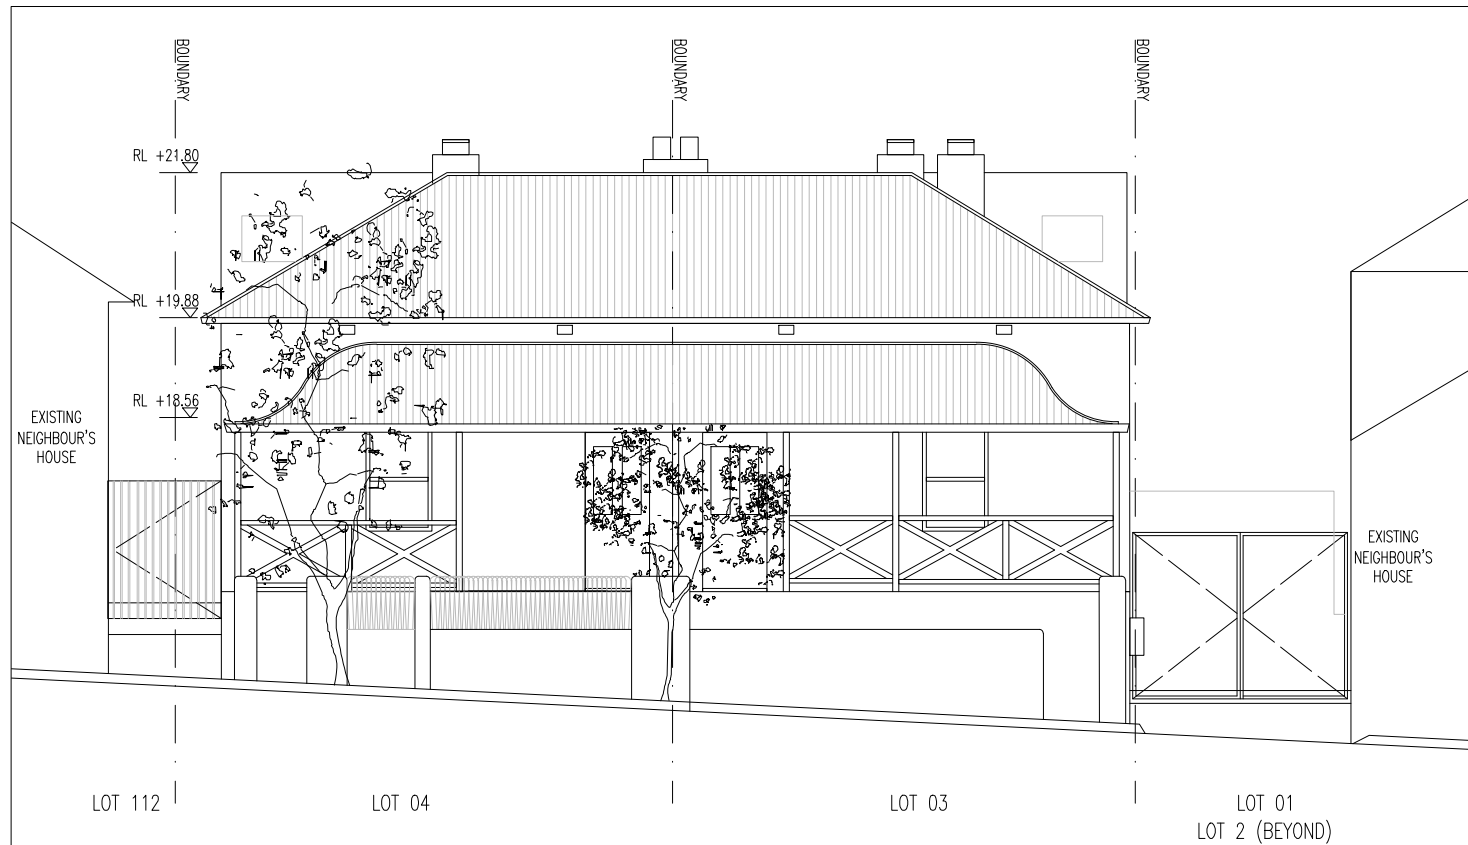 BOUNDARY
BOUNDARY
BOUNDARY
RL +21.80
RL +19.88
RL +18.56
EXISTING
NEIGHBOUR'S
HOUSE
EXISTING
NEIGHBOUR'S
HOUSE
LOT 112
LOT 04
LOT 03
LOT 01
LOT 2 (BEYOND)